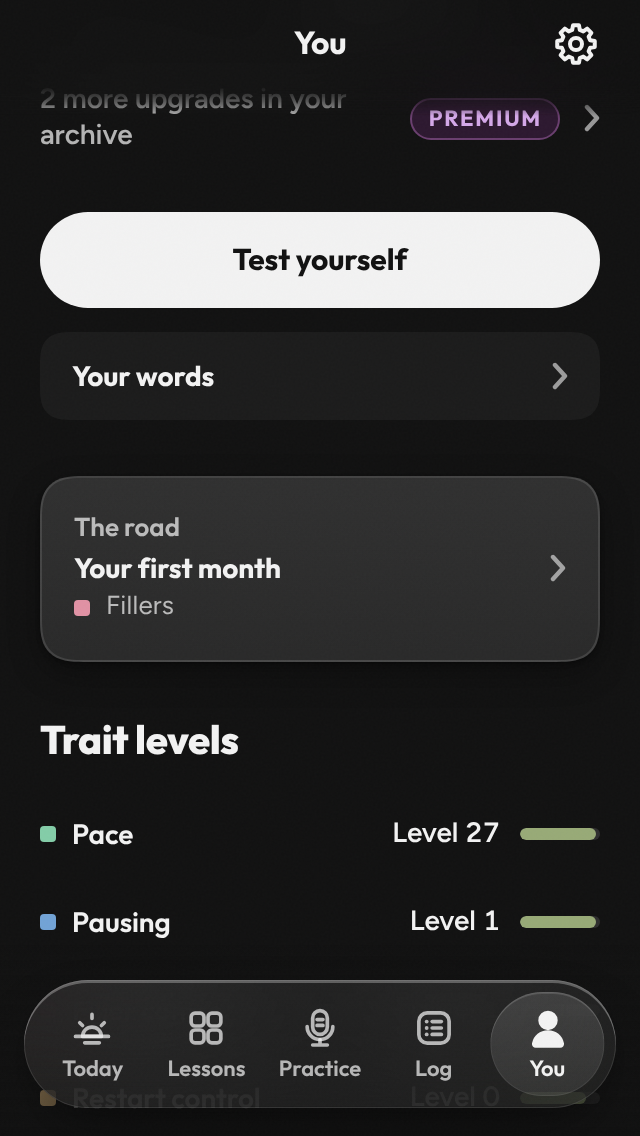 You
2 more upgrades in your
archive
PREMIUM
Test yourself
Your words
The road
Your first month
Fillers
Trait levels
Pace
Level 27
Pausing
Level 1
Today
Lessons
Practice
Log
You
Restart control
Level 0